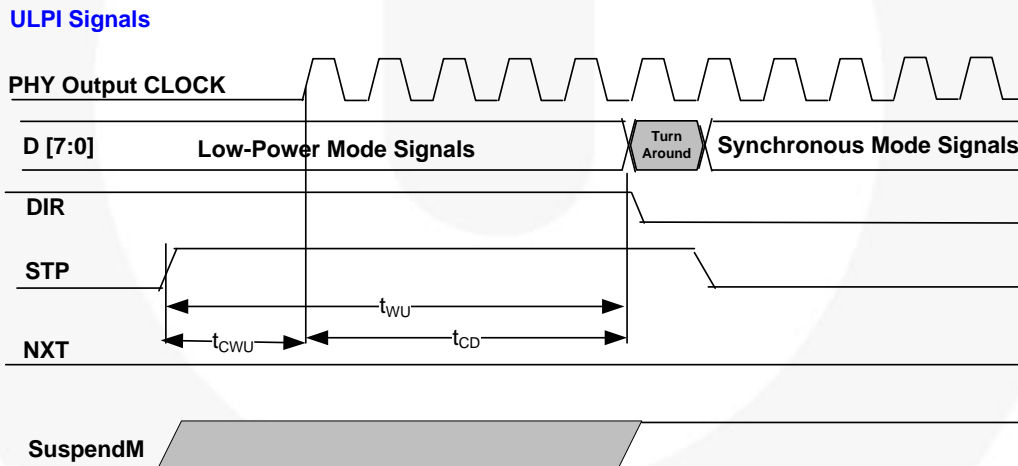 ULPI Signals
PHY Output CLOCK
D [7:0]
Low-Power Mode Signals
Turn
Around
Synchronous Mode Signals
DIR
STP
tWU
tCWU
tCD
NXT
SuspendM